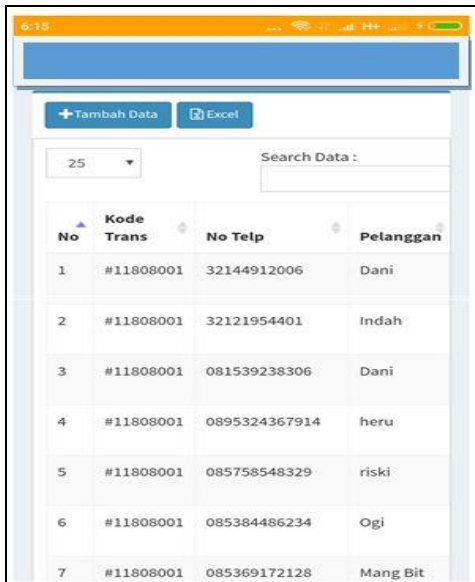 6:15 ... H+
+Tambah Data Excel
25 Search Data :
No Kode Trans No Telp Pelanggan
1 #11808001 32144912006 Dani
2 #11808001 32121954401 Indah
3 #11808001 081539238306 Dani
4 #11808001 0895324367914 heru
5 #11808001 085758548329 riski
6 #11808001 085384486234 Ogi
7 #11808001 085369172128 Mang Bit